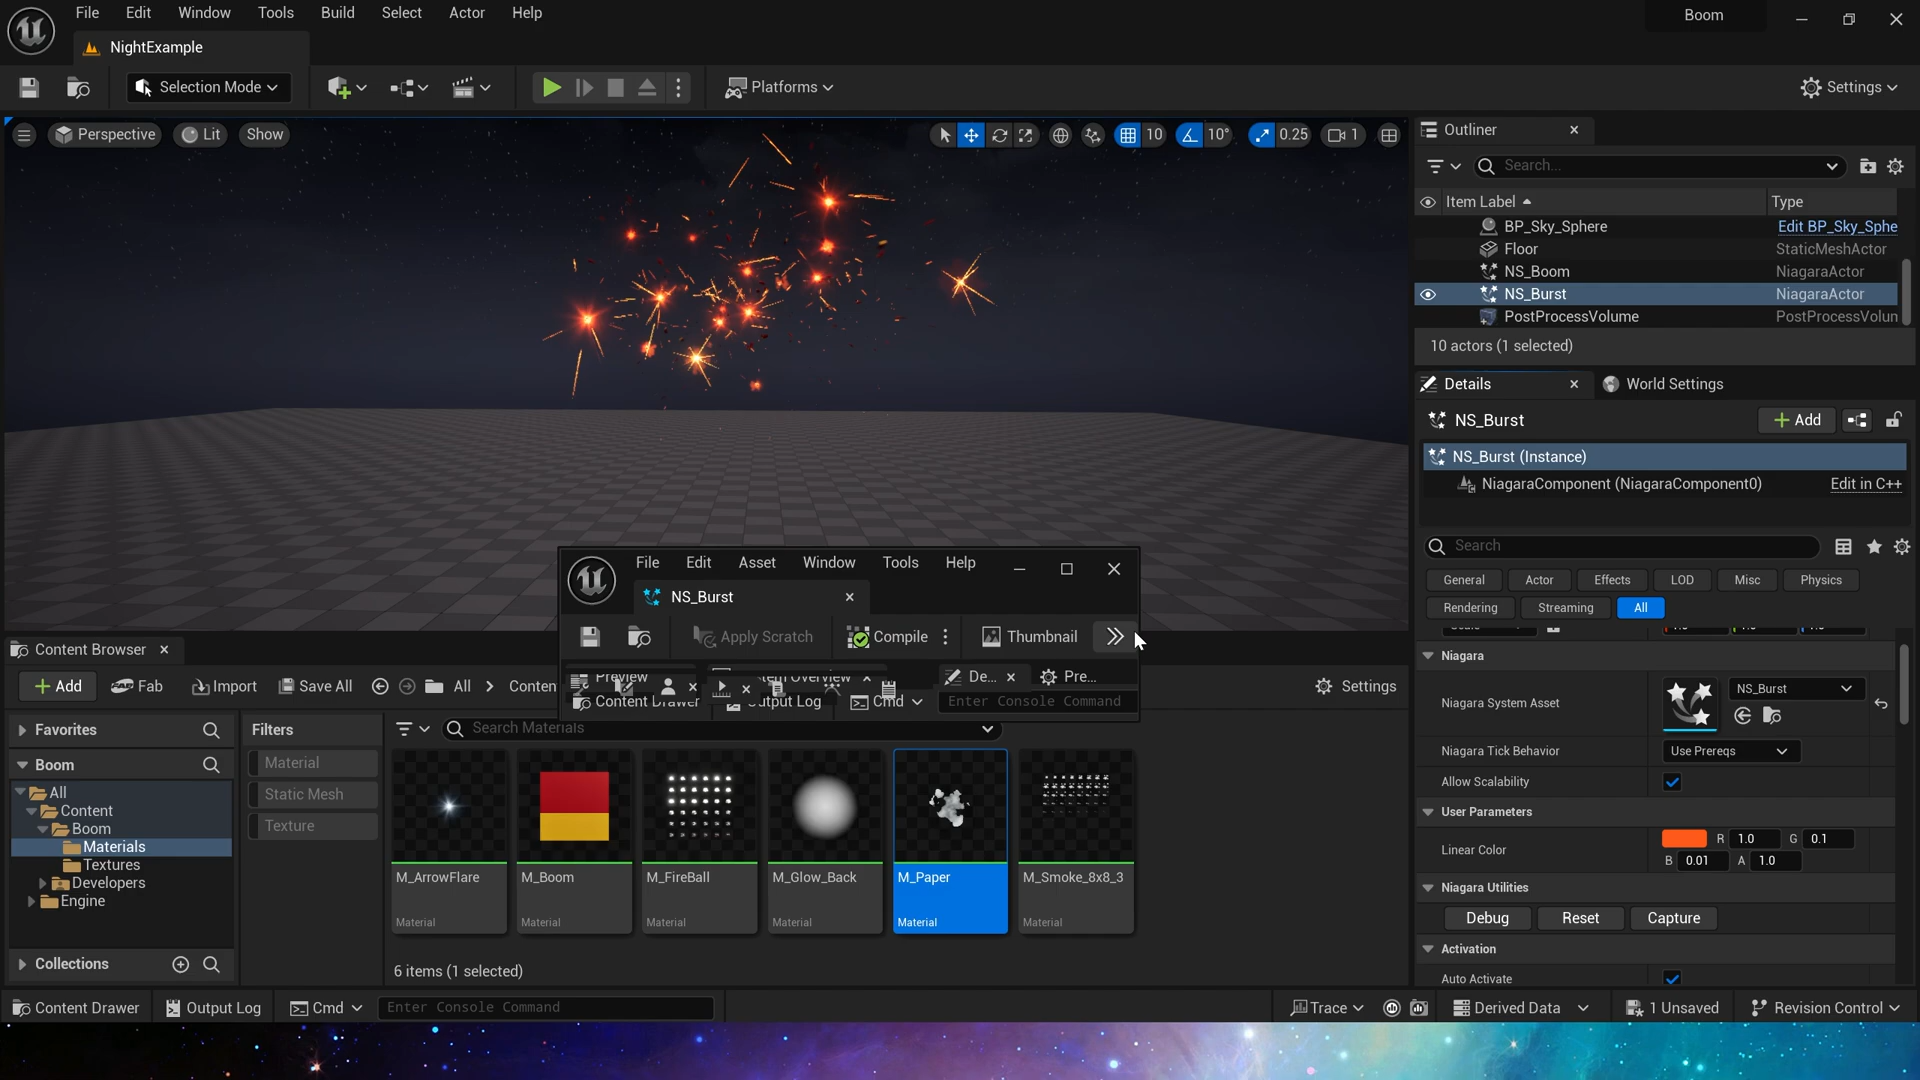 File Edit Window Tools Build Select Actor Help
Boom
NightExample
Selection Mode
Platforms
Settings
Perspective
Lit
Show
10
10°
0.25
1
Outliner
Search...
Item Label
Type
BP_Sky_Sphere Edit BP_Sky_Sphe
Floor StaticMeshActor
NS_Boom NiagaraActor
NS_Burst NiagaraActor
PostProcessVolume PostProcessVolun
10 actors (1 selected)
Details
World Settings
NS_Burst
Add
NS_Burst (Instance)
NiagaraComponent (NiagaraComponent0) Edit in C++
Search
General Actor Effects LOD Misc Physics
Rendering Streaming All
Niagara
Niagara System Asset
NS_Burst
Niagara Tick Behavior
Use Prereqs
Allow Scalability
User Parameters
Linear Color
R 1.0 G 0.1
B 0.01 A 1.0
Niagara Utilities
Debug Reset Capture
Activation
Auto Activate
File Edit Asset Window Tools Help
NS_Burst
Apply Scratch
Compile
Thumbnail
Preview
De...
Pre...
Cmd
Enter Console Command
Content Browser
Add
Fab
Import
Save All
All
Conten
Settings
Favorites
Filters
Search Materials
Boom
Material
Static Mesh
Texture
All
Content
Boom
Materials
Textures
Developers
Engine
Collections
M_ArrowFlare
Material
M_Boom
Material
M_FireBall
Material
M_Glow_Back
Material
M_Paper
Material
M_Smoke_8x8_3
Material
6 items (1 selected)
Content Drawer
Output Log
Cmd
Enter Console Command
Trace
Derived Data
1 Unsaved
Revision Control